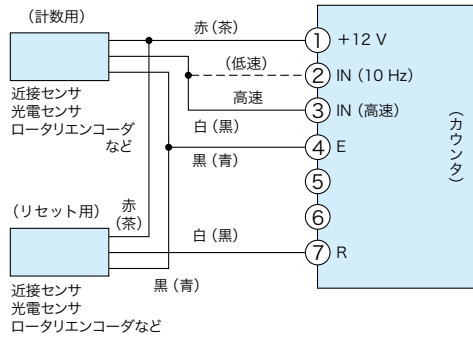 (計数用)
赤(茶)
① +12 V
(低速)
② IN(10 Hz)
高速
③ IN(高速)
近接センサ
光電センサ
ロータリエンコーダ
など
白(黒)
④ E
黒(青)
(カウンタ)
⑤
⑥
(リセット用)
赤
(茶)
白(黒)
⑦ R
黒(青)
近接センサ
光電センサ
ロータリエンコーダなど